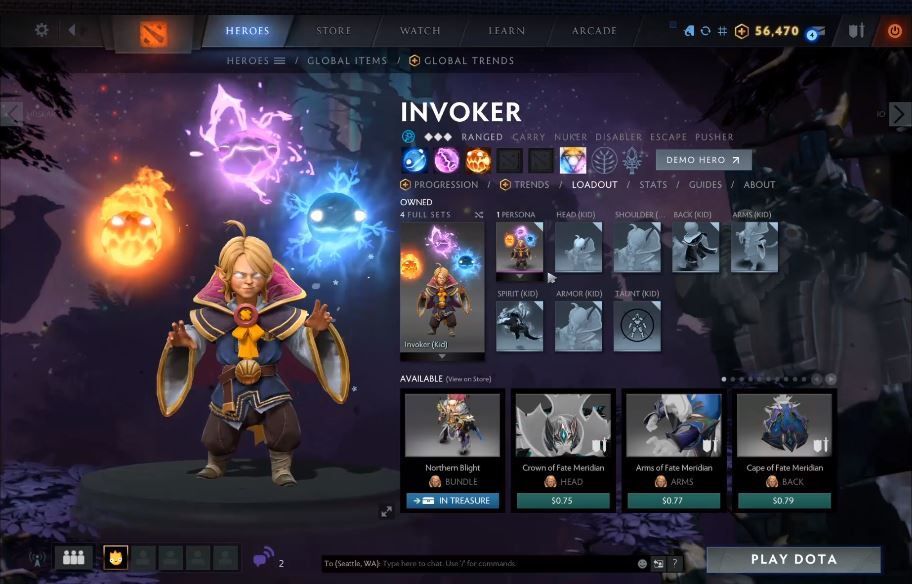 HEROES STORE WATCH LEARN ARCADE 56,470 4
HEROES / GLOBAL ITEMS / GLOBAL TRENDS
INVOKER
RANGED CARRY NUKER DISABLER ESCAPE PUSHER
DEMO HERO
PROGRESSION / TRENDS / LOADOUT / STATS / GUIDES / ABOUT
OWNED
4 FULL SETS 1 PERSONA HEAD (KID) SHOULDER (... BACK (KID) ARMS (KID)
SPIRIT (KID) ARMOR (KID) TAUNT (KID)
Invoker (Kid)
AVAILABLE (View on Store)
Northern Blight Crown of Fate Meridian Arms of Fate Meridian Cape of Fate Meridian
BUNDLE HEAD ARMS BACK
IN TREASURE $0.75 $0.77 $0.79
2 To (Seattle, WA): Type here to chat. Use '/' for commands. ?
PLAY DOTA